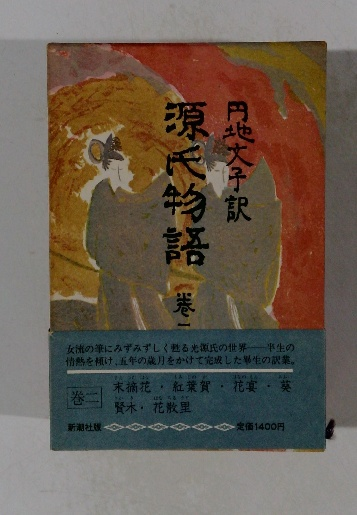 円地文子訳
源氏物語
巻一
女流の筆にみずみずしく甦る光源氏の世界――半生の
情熱を傾け、五年の歳月をかけて完成した畢生の訳業。
巻二
末摘花・紅葉賀・花宴・葵
賢木・花散里
新潮社版
定価1400円